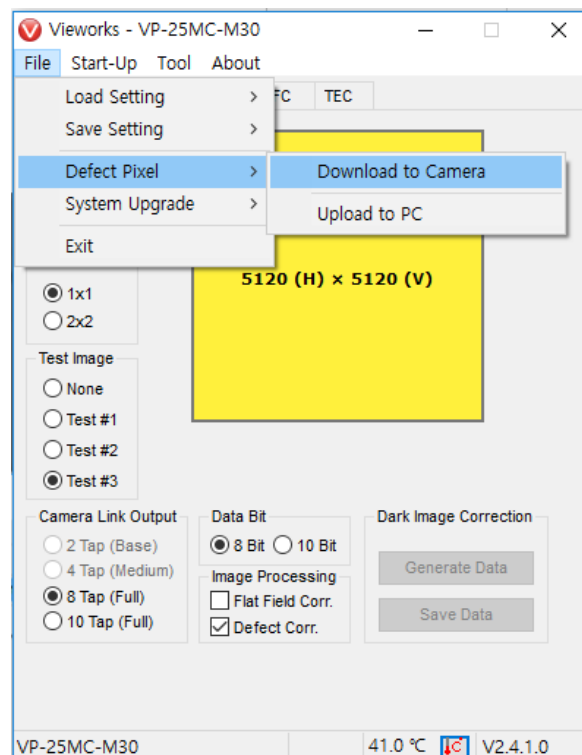 Vieworks - VP-25MC-M30
File Start-Up Tool About
FC TEC
Load Setting >
Save Setting >
Defect Pixel >
Download to Camera
System Upgrade >
Upload to PC
Exit
5120 (H) × 5120 (V)
1x1
2x2
Test Image
None
Test #1
Test #2
Test #3
Camera Link Output
2 Tap (Base)
4 Tap (Medium)
8 Tap (Full)
10 Tap (Full)
Data Bit
8 Bit 10 Bit
Image Processing
Flat Field Corr.
Defect Corr.
Dark Image Correction
Generate Data
Save Data
VP-25MC-M30 41.0 ℃ V2.4.1.0